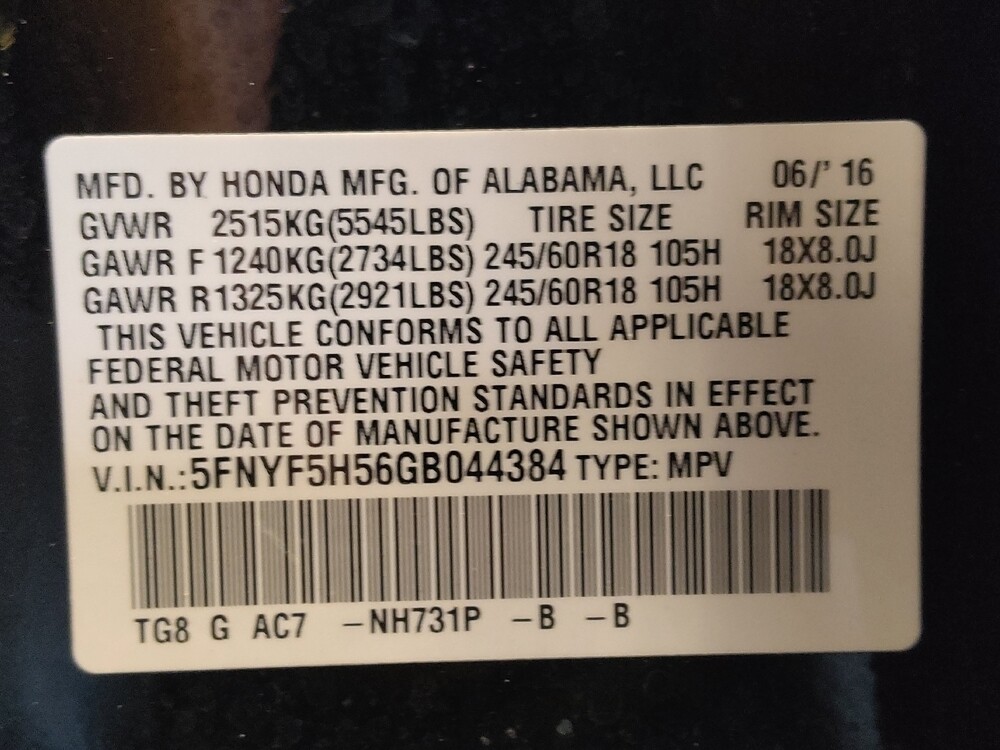 MFD. BY HONDA MFG. OF ALABAMA, LLC 06/' 16
GVWR 2515KG(5545LBS) TIRE SIZE RIM SIZE
GAWR F 1240KG(2734LBS) 245/60R18 105H 18X8.0J
GAWR R1325KG(2921LBS) 245/60R18 105H 18X8.0J
THIS VEHICLE CONFORMS TO ALL APPLICABLE
FEDERAL MOTOR VEHICLE SAFETY
AND THEFT PREVENTION STANDARDS IN EFFECT
ON THE DATE OF MANUFACTURE SHOWN ABOVE.
V.I.N.:5FNYF5H56GB044384 TYPE: MPV
TG8 G AC7 –NH731P –B –B